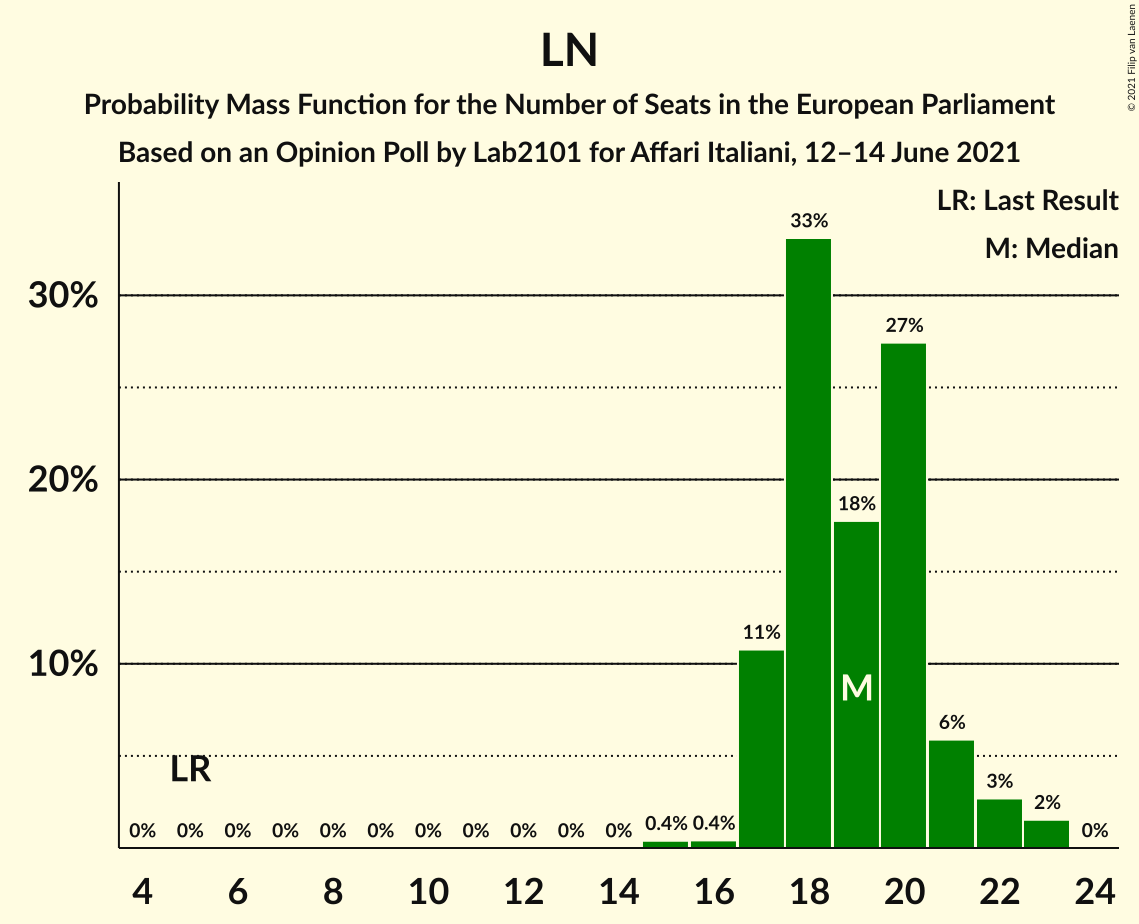 LN
Probability Mass Function for the Number of Seats in the European Parliament
Based on an Opinion Poll by Lab2101 for Affari Italiani, 12–14 June 2021
© 2021 Filip van Laenen
LR: Last Result
M: Median
33%
30%
27%
20%
18%
11%
10%
M
6%
LR
3%
2%
0% 0% 0% 0% 0% 0% 0% 0% 0% 0% 0% 0.4% 0.4% 0%
4 6 8 10 12 14 16 18 20 22 24